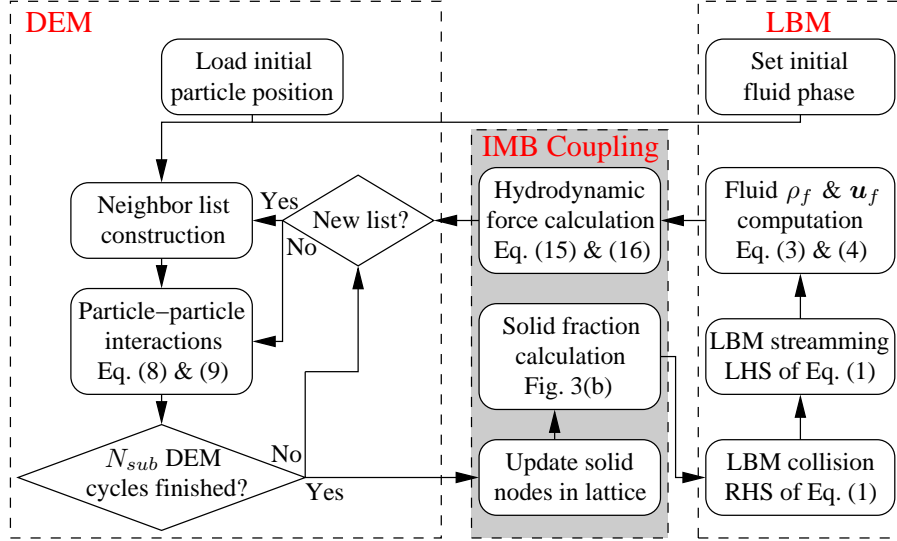 DEM
LBM
Load initial
particle position
Set initial
fluid phase
IMB Coupling
Neighbor list
construction
Yes
No
New list?
Hydrodynamic
force calculation
Eq. (15) & (16)
Fluid ρf & uf
computation
Eq. (3) & (4)
Particle–particle
interactions
Eq. (8) & (9)
Solid fraction
calculation
Fig. 3(b)
LBM streamming
LHS of Eq. (1)
Nsub DEM
cycles finished?
No
Yes
Update solid
nodes in lattice
LBM collision
RHS of Eq. (1)